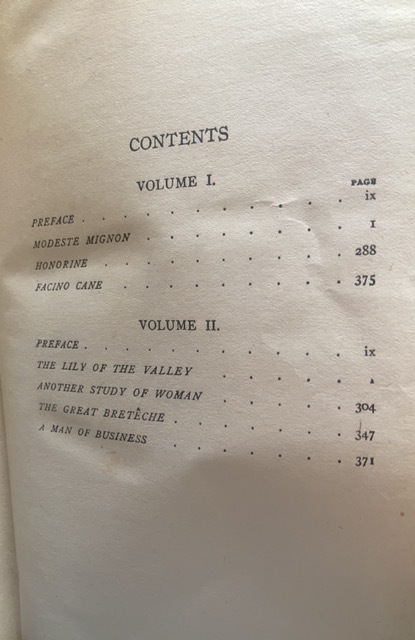 CONTENTS
VOLUME I.
PAGE
PREFACE . . . . . . . . . ix
MODESTE MIGNON . . . . . . . . 1
HONORINE . . . . . . . . . 288
FACINO CANE . . . . . . . . 375
VOLUME II.
PREFACE . . . . . . . . . ix
THE LILY OF THE VALLEY . . . . .
ANOTHER STUDY OF WOMAN . . . . . 304
THE GREAT BRETÊCHE . . . . . . 347
A MAN OF BUSINESS . . . . . . 371